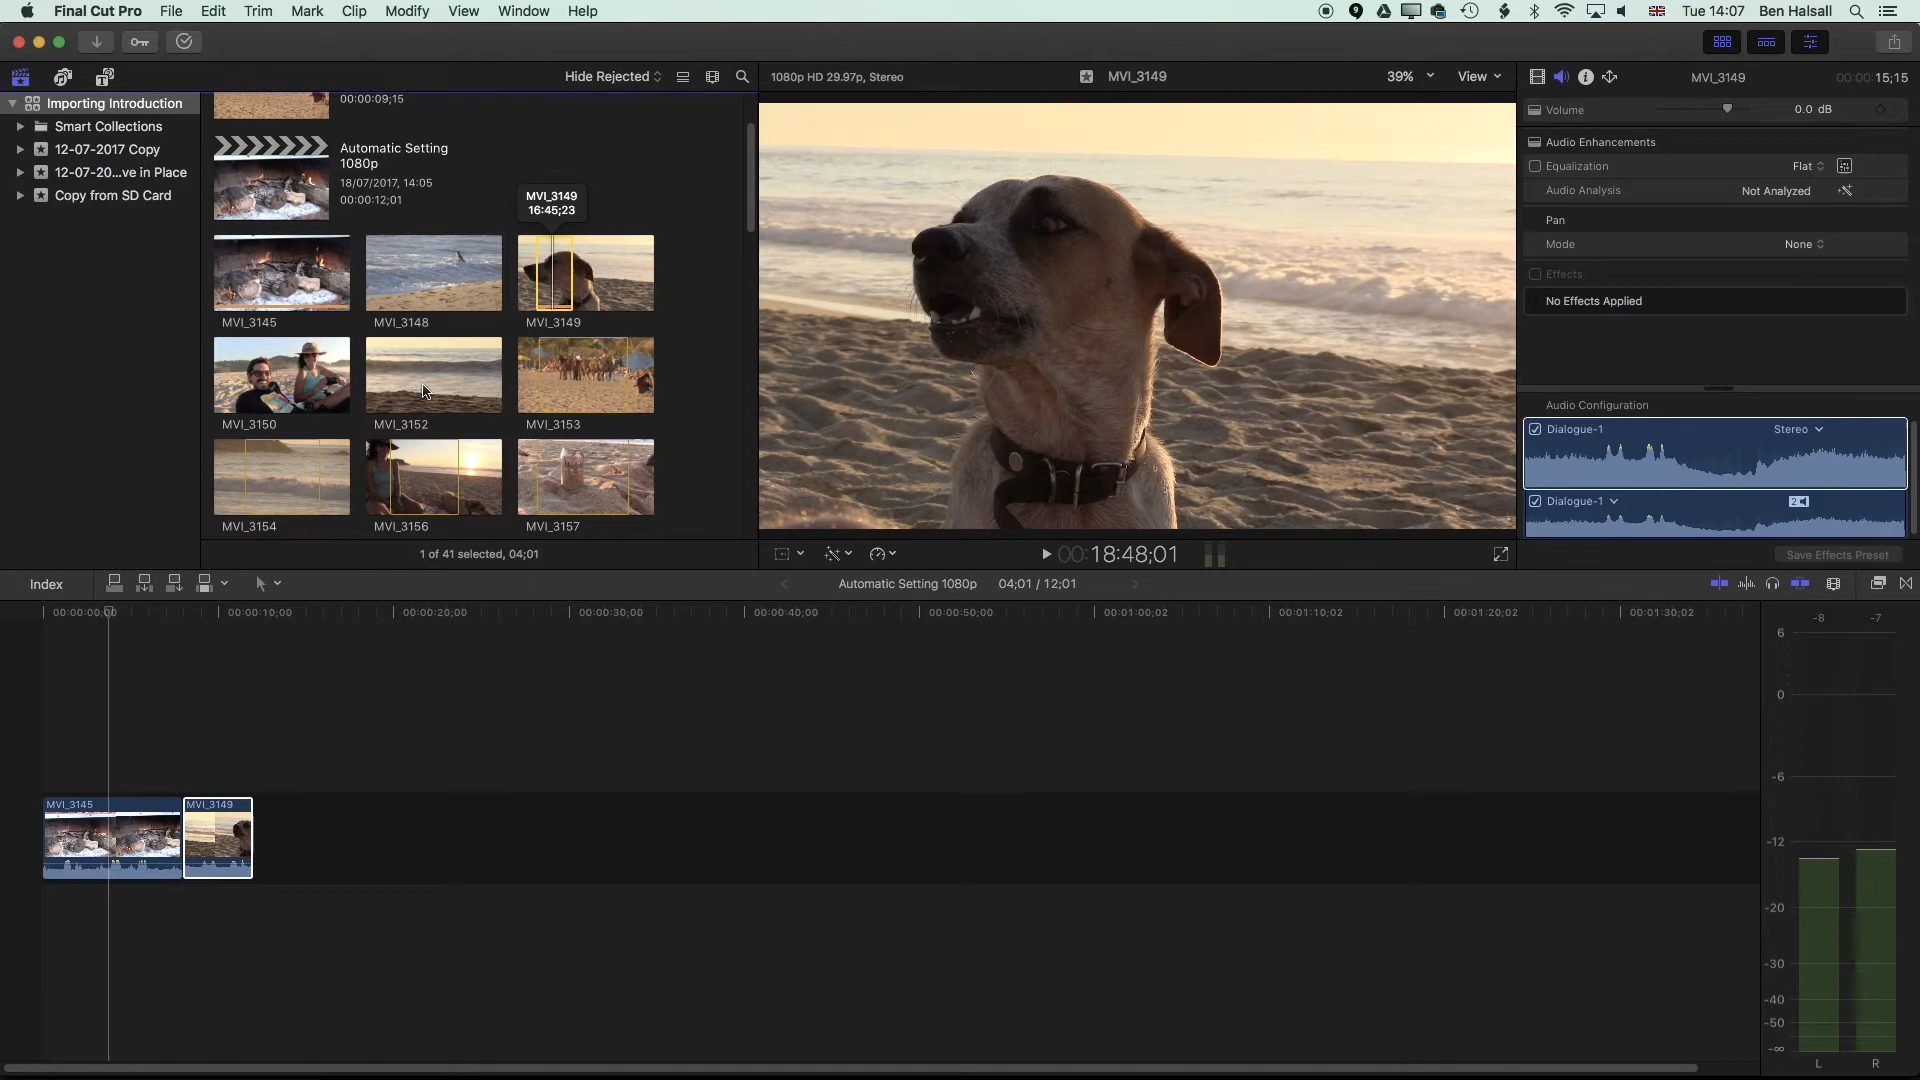 Final Cut Pro File Edit Trim Mark Clip Modify View Window Help
9 Tue 14:07 Ben Halsall
Hide Rejected
1080p HD 29.97p, Stereo MVI_3149 39% View
MVI_3149 00:00:15;15
Importing Introduction
Smart Collections
12-07-2017 Copy
12-07-20...ve in Place
Copy from SD Card
00:00:09;15
Automatic Setting
1080p
18/07/2017, 14:05
00:00:12;01
MVI_3149
16:45;23
MVI_3145 MVI_3148 MVI_3149
MVI_3150 MVI_3152 MVI_3153
MVI_3154 MVI_3156 MVI_3157
1 of 41 selected, 04;01
00:00:18:48;01
Volume 0.0 dB
Audio Enhancements
Equalization Flat
Audio Analysis Not Analyzed
Pan
Mode None
Effects
No Effects Applied
Audio Configuration
Dialogue-1 Stereo
Dialogue-1 2
Save Effects Preset
Index
Automatic Setting 1080p 04;01 / 12;01
00:00:00;00 00:00:10;00 00:00:20;00 00:00:30;00 00:00:40;00 00:00:50;00 00:01:00;02 00:01:10;02 00:01:20;02 00:01:30;02
MVI_3145 MVI_3149
-8 -7
6
0
-6
-12
-20
-30
-40
-50
-∞
L R